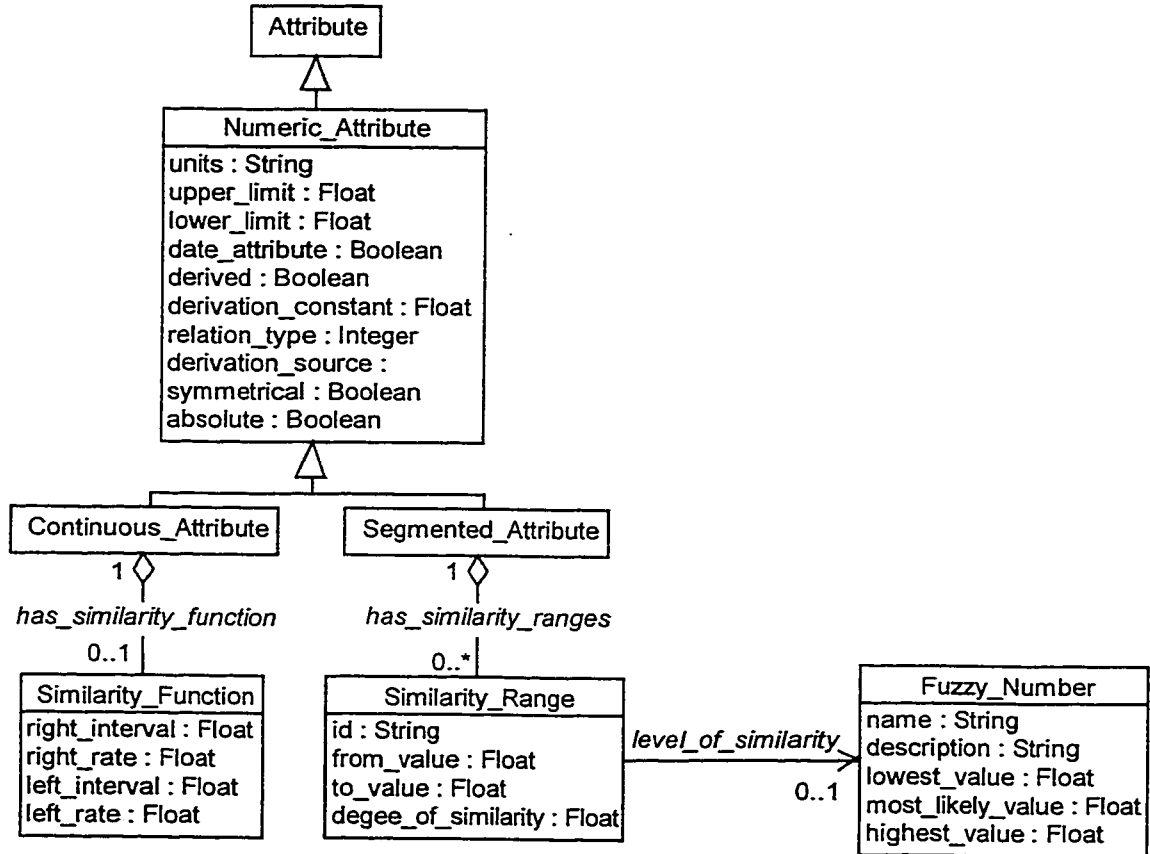 Attribute
Numeric_Attribute
units : String
upper_limit : Float
lower_limit : Float
date_attribute : Boolean
derived : Boolean
derivation_constant : Float
relation_type : Integer
derivation_source :
symmetrical : Boolean
absolute : Boolean
Continuous_Attribute
Segmented_Attribute
1
1
has_similarity_function
has_similarity_ranges
0..1
0..*
Similarity_Function
right_interval : Float
right_rate : Float
left_interval : Float
left_rate : Float
Similarity_Range
id : String
from_value : Float
to_value : Float
degee_of_similarity : Float
level_of_similarity
0..1
Fuzzy_Number
name : String
description : String
lowest_value : Float
most_likely_value : Float
highest_value : Float